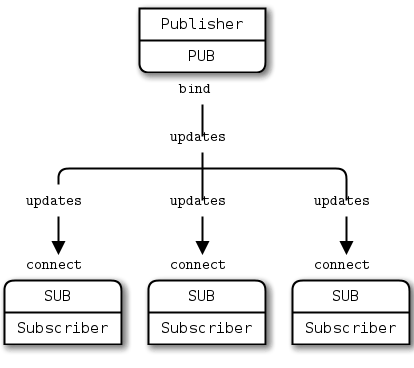 Publisher
PUB
bind
updates
updates updates updates
connect connect connect
SUB SUB SUB
Subscriber Subscriber Subscriber